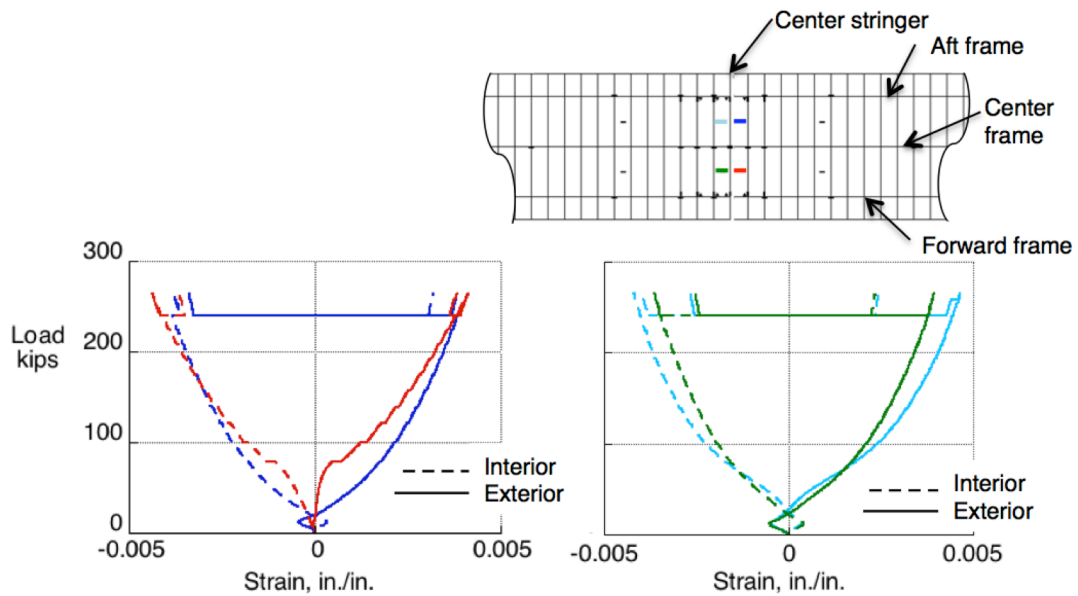 Center stringer
Aft frame
Center
frame
Forward frame
300
200
100
0
Load
kips
Interior
Exterior
-0.005
0
0.005
Strain, in./in.
Interior
Exterior
-0.005
0
0.005
Strain, in./in.